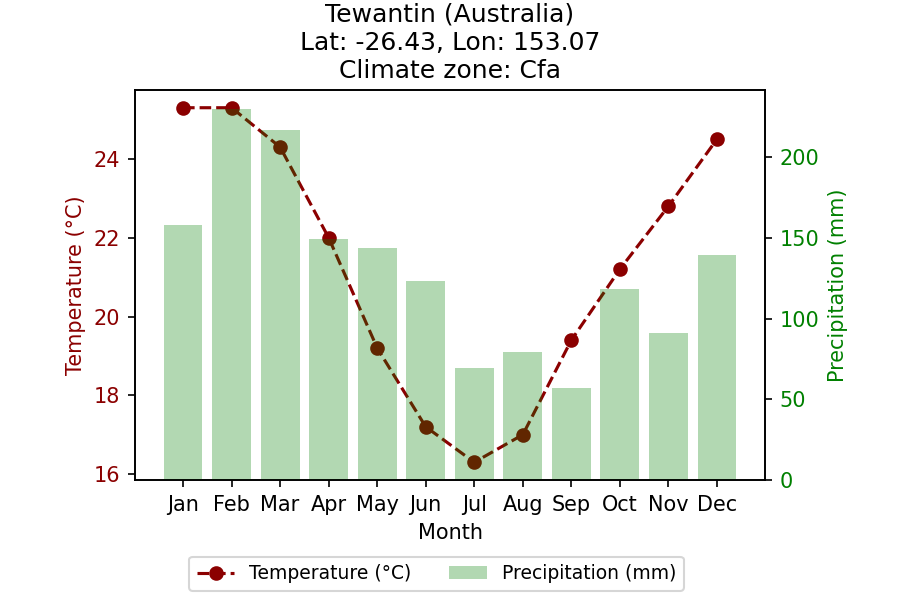 Tewantin (Australia)
Lat: -26.43, Lon: 153.07
Climate zone: Cfa
Temperature (°C)
24
22
20
18
16
200
150
100
50
0
Precipitation (mm)
Jan Feb Mar Apr May Jun Jul Aug Sep Oct Nov Dec
Month
Temperature (°C) Precipitation (mm)